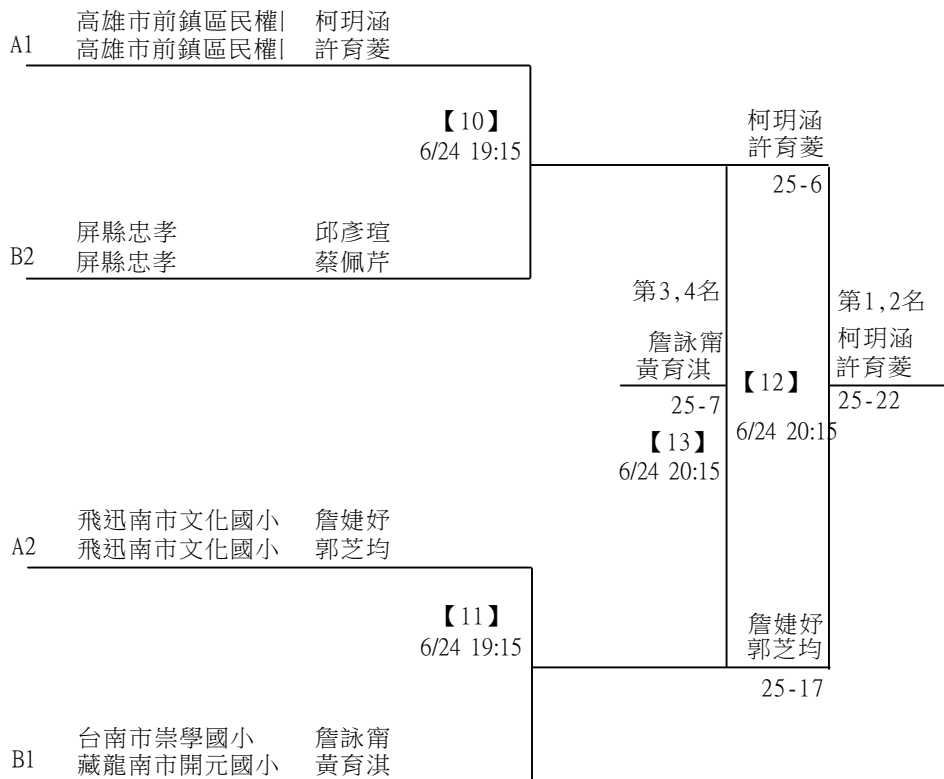 高雄市前鎮區民權 柯玥涵
A1 高雄市前鎮區民權 許育菱
【10】
6/24 19:15
柯玥涵
許育菱
25-6
屏縣忠孝 邱彥瑄
B2 屏縣忠孝 蔡佩芹
第3,4名
第1,2名
詹詠甯
黃育淇
柯玥涵
許育菱
【12】
25-7
25-22
【13】
6/24 20:15
6/24 20:15
飛迅南市文化國小 詹婕妤
A2 飛迅南市文化國小 郭芝均
【11】
6/24 19:15
詹婕妤
郭芝均
25-17
台南市崇學國小 詹詠甯
B1 藏龍南市開元國小 黃育淇